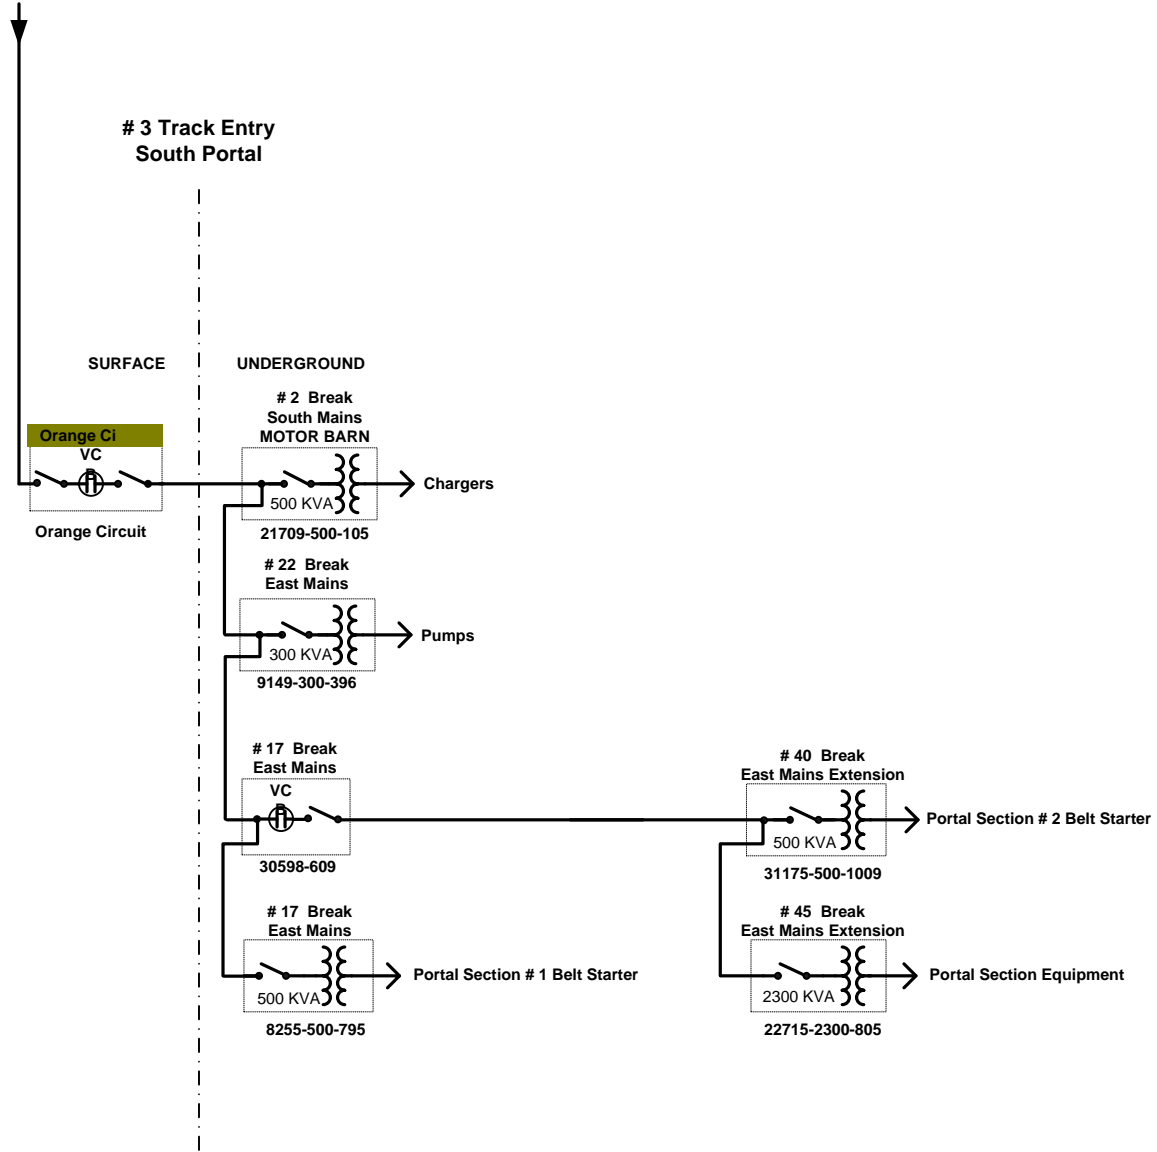 # 3 Track Entry
South Portal
SURFACE
UNDERGROUND
# 2 Break
South Mains
MOTOR BARN
Orange Ci
VC
Chargers
500 KVA
Orange Circuit
21709-500-105
# 22 Break
East Mains
Pumps
300 KVA
9149-300-396
# 17 Break
East Mains
VC
30598-609
# 40 Break
East Mains Extension
Portal Section # 2 Belt Starter
500 KVA
31175-500-1009
# 17 Break
East Mains
Portal Section # 1 Belt Starter
500 KVA
8255-500-795
# 45 Break
East Mains Extension
Portal Section Equipment
2300 KVA
22715-2300-805